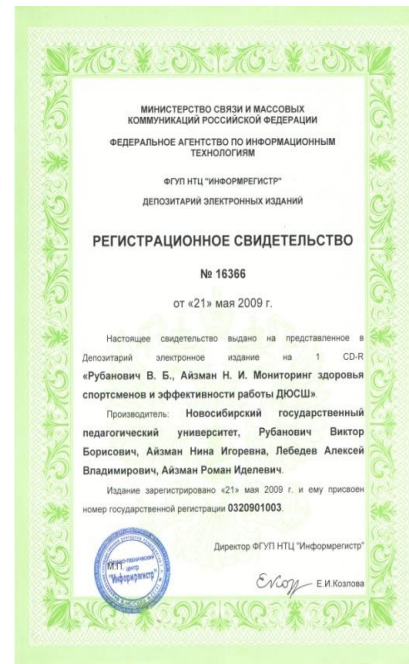 МИНИСТЕРСТВО СВЯЗИ И МАССОВЫХ
КОММУНИКАЦИЙ РОССИЙСКОЙ ФЕДЕРАЦИИ
ФЕДЕРАЛЬНОЕ АГЕНТСТВО ПО ИНФОРМАЦИОННЫМ
ТЕХНОЛОГИЯМ
ФГУП НТЦ "ИНФОРМРЕГИСТР"
ДЕПОЗИТАРИЙ ЭЛЕКТРОННЫХ ИЗДАНИЙ
РЕГИСТРАЦИОННОЕ СВИДЕТЕЛЬСТВО
№ 16366
от «21» мая 2009 г.
Настоящее свидетельство выдано на представленное в
Депозитарий электронное издание на 1 CD-R
«Рубанович В. Б., Айзман Н. И. Мониторинг здоровья
спортсменов и эффективности работы ДЮСШ».
Производитель: Новосибирский государственный
педагогический университет, Рубанович Виктор
Борисович, Айзман Нина Игоревна, Лебедев Алексей
Владимирович, Айзман Роман Иделевич.
Издание зарегистрировано «21» мая 2009 г. и ему присвоен
номер государственной регистрации 0320901003.
Директор ФГУП НТЦ "Информрегистр"
М.П.
центр
"Информрегистр"
Е.И.Козлова